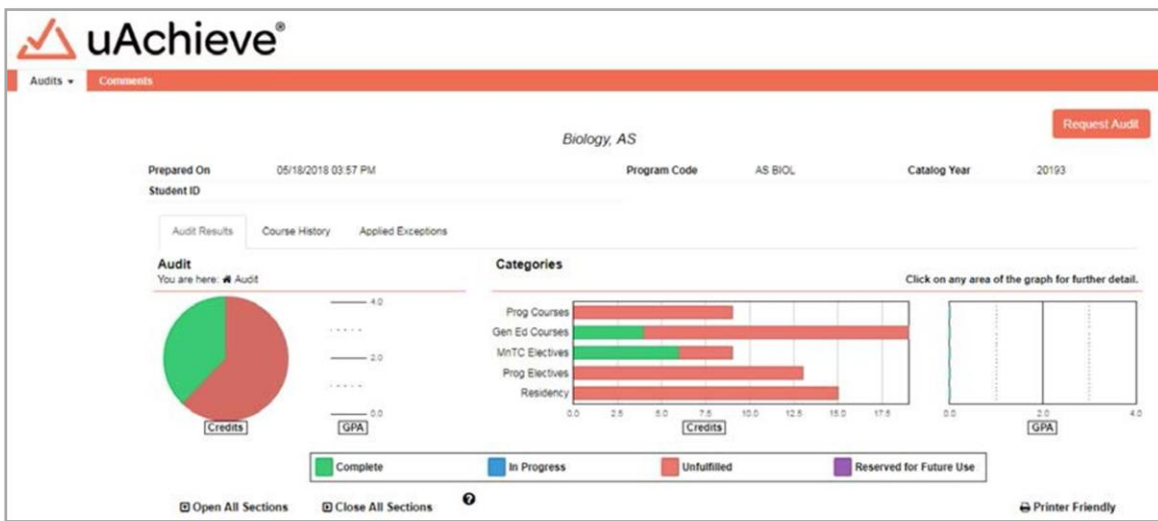 uAchieve®
Audits Comments
Request Audit
Biology, AS
Prepared On 05/18/2018 03:57 PM Program Code AS BIOL Catalog Year 20193
Student ID
Audit Results Course History Applied Exceptions
Audit
You are here: Audit
4.0
2.0
0.0
Credits GPA
Categories
Click on any area of the graph for further detail.
Prog Courses
Gen Ed Courses
MnTC Electives
Prog Electives
Residency
0.0 2.5 5.0 7.5 10.0 12.5 15.0 17.5
Credits
0.0 2.0 4.0
GPA
Complete In Progress Unfulfilled Reserved for Future Use
Open All Sections Close All Sections ? Printer Friendly